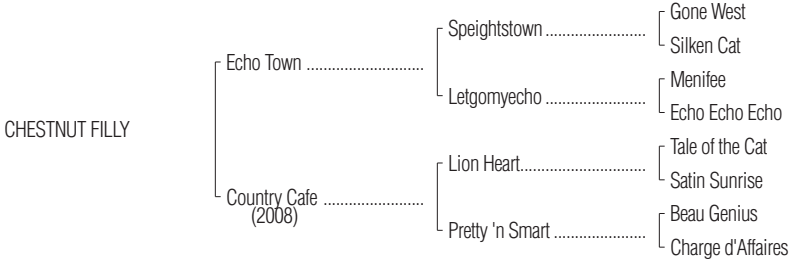 Gone West
Speightstown ........................
Silken Cat
Echo Town ............................
Menifee
Letgomyecho ........................
Echo Echo Echo
CHESTNUT FILLY
Tale of the Cat
Lion Heart..............................
Satin Sunrise
Country Cafe ........................
(2008)
Beau Genius
Pretty 'n Smart ......................
Charge d'Affaires